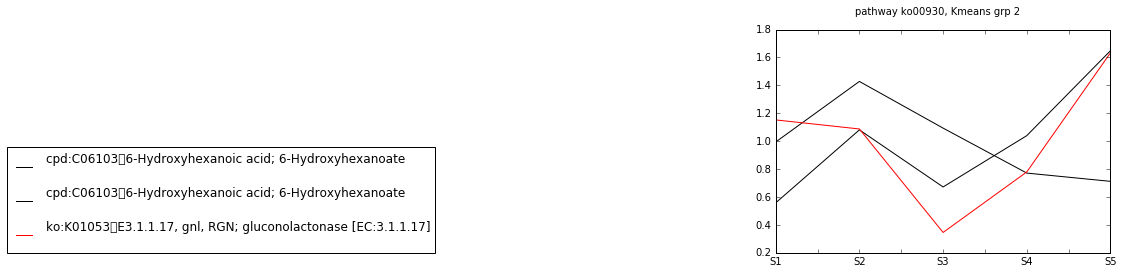 pathway ko00930, Kmeans grp 2
1.8
1.6
1.4
1.2
1.0
0.8
0.6
0.4
0.2
S1 S2 S3 S4 S5
cpd:C06103▯6-Hydroxyhexanoic acid; 6-Hydroxyhexanoate
cpd:C06103▯6-Hydroxyhexanoic acid; 6-Hydroxyhexanoate
ko:K01053▯E3.1.1.17, gnl, RGN; gluconolactonase [EC:3.1.1.17]